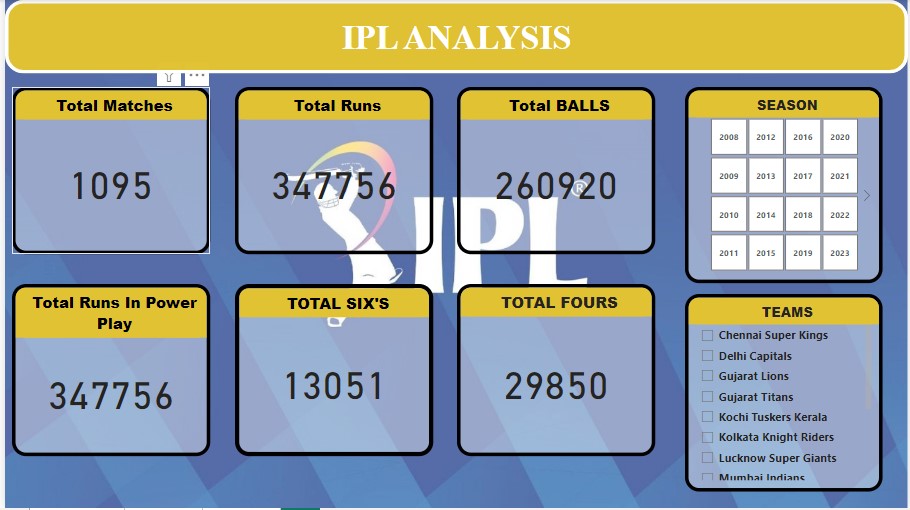 IPL ANALYSIS
Total Matches
1095
Total Runs
347756
Total BALLS
260920
SEASON
2008 2012 2016 2020
2009 2013 2017 2021
2010 2014 2018 2022
2011 2015 2019 2023
IPL®
Total Runs In Power
Play
347756
TOTAL SIX'S
13051
TOTAL FOURS
29850
TEAMS
Chennai Super Kings
Delhi Capitals
Gujarat Lions
Gujarat Titans
Kochi Tuskers Kerala
Kolkata Knight Riders
Lucknow Super Giants
Mumbai Indians